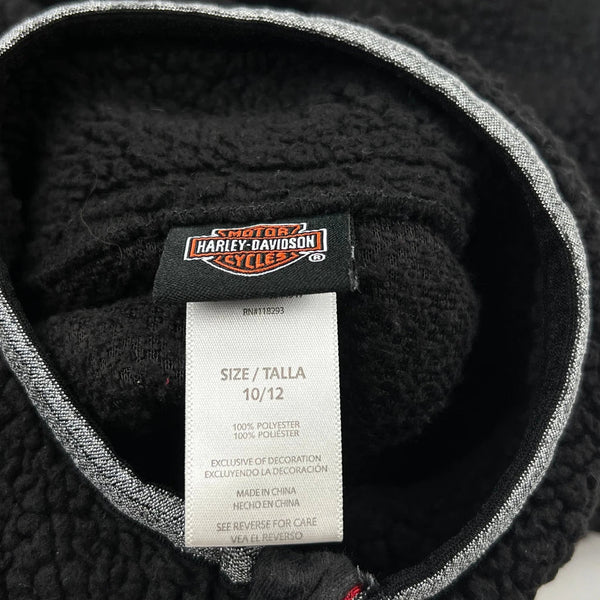 MOTOR
HARLEY-DAVIDSON
CYCLES
®
RN#118293
SIZE / TALLA
10/12
100% POLYESTER
100% POLIÉSTER
EXCLUSIVE OF DECORATION
EXCLUYENDO LA DECORACIÓN
MADE IN CHINA
HECHO EN CHINA
SEE REVERSE FOR CARE
VEA EL REVERSO